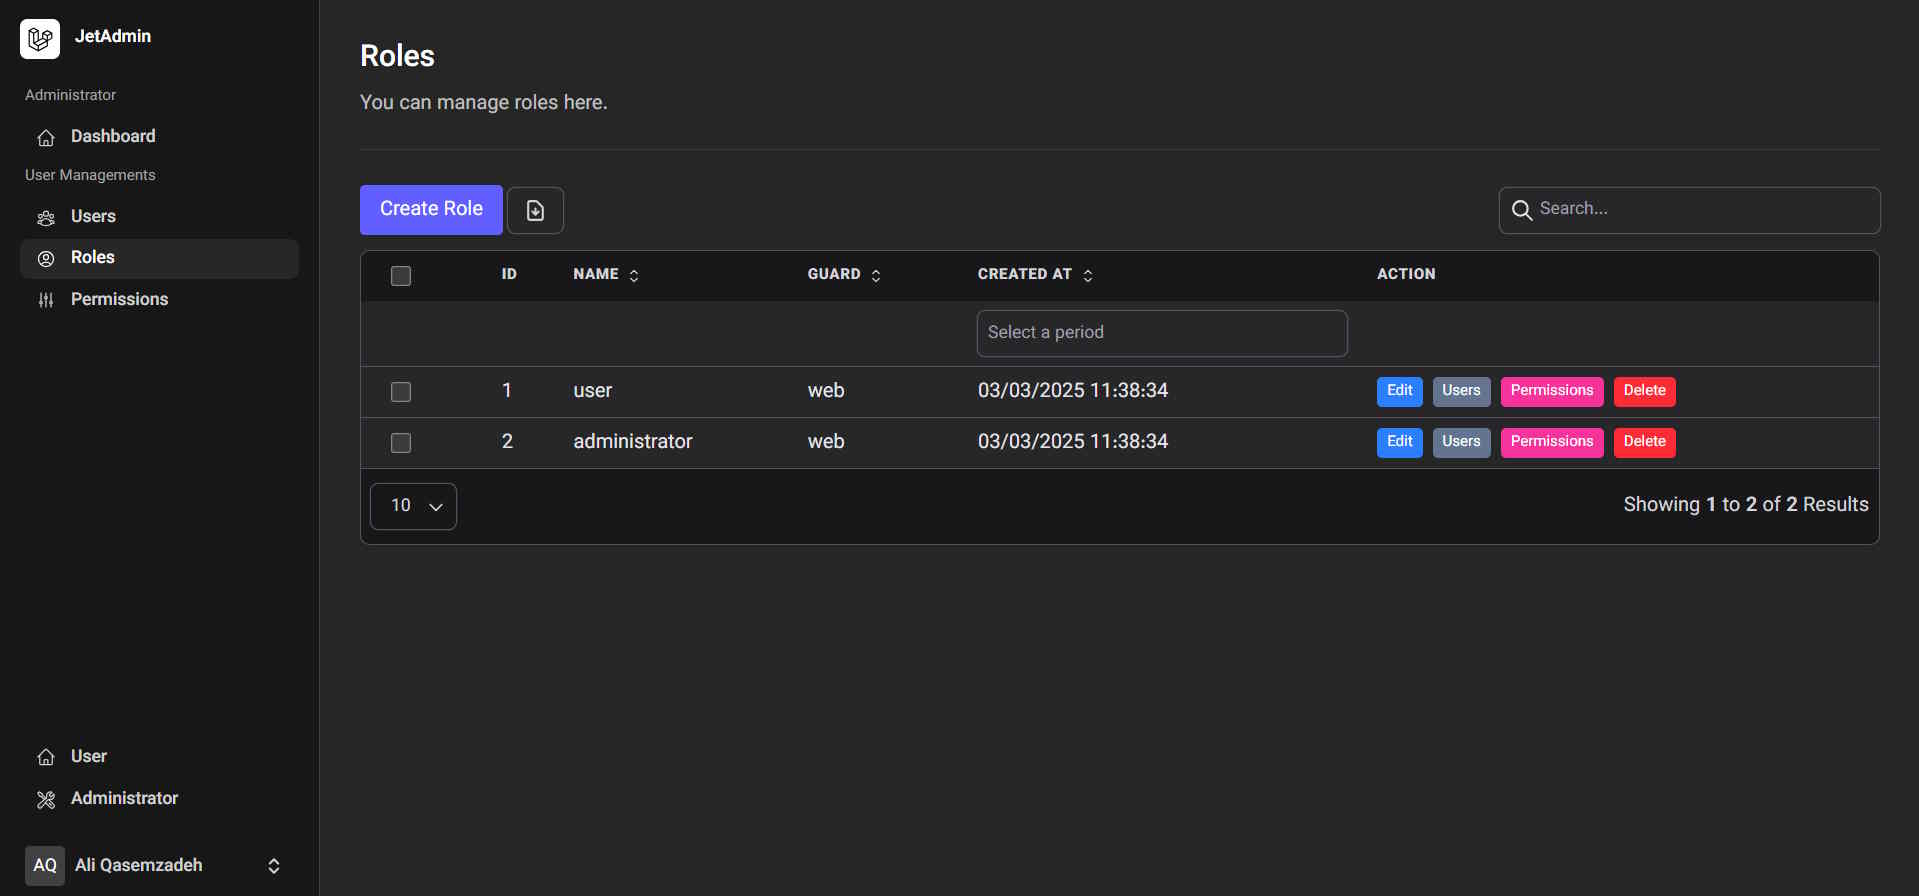 JetAdmin
Administrator
Dashboard
User Managements
Users
Roles
Permissions
User
Administrator
AQ Ali Qasemzadeh
Roles
You can manage roles here.
Create Role
Search...
ID NAME GUARD CREATED AT ACTION
Select a period
1 user web 03/03/2025 11:38:34 Edit Users Permissions Delete
2 administrator web 03/03/2025 11:38:34 Edit Users Permissions Delete
10 Showing 1 to 2 of 2 Results